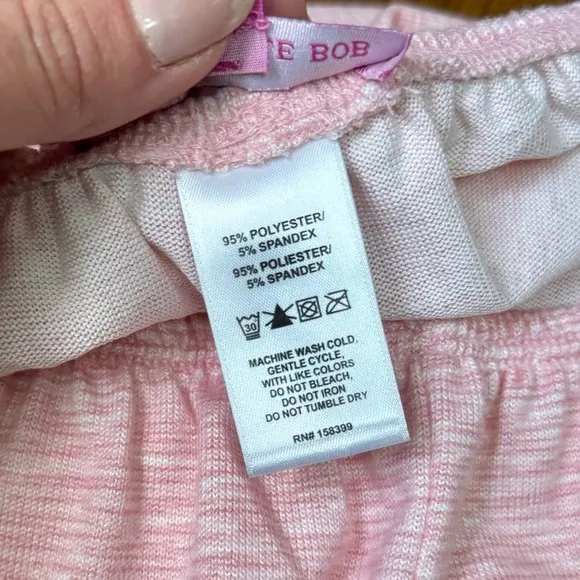 E BOB
95% POLYESTER/
5% SPANDEX
95% POLIESTER/
5% SPANDEX
30
MACHINE WASH COLD,
GENTLE CYCLE,
WITH LIKE COLORS
DO NOT BLEACH,
DO NOT IRON
DO NOT TUMBLE DRY
RN# 158399